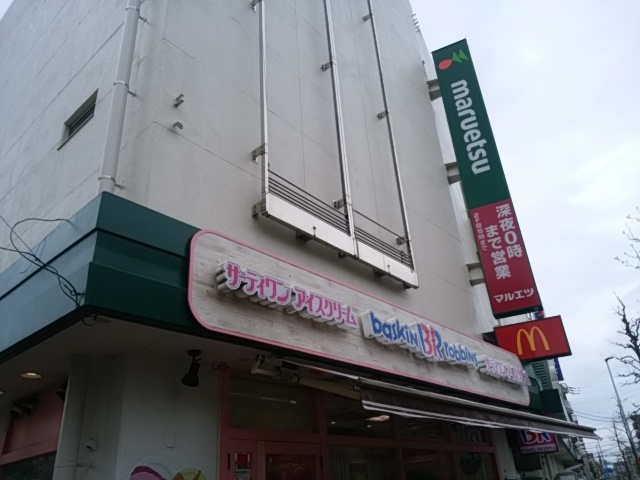 maruetsu
深夜0時
まで営業
マルエツ
サーティワン アイスクリーム
baskin BR robbins
BR